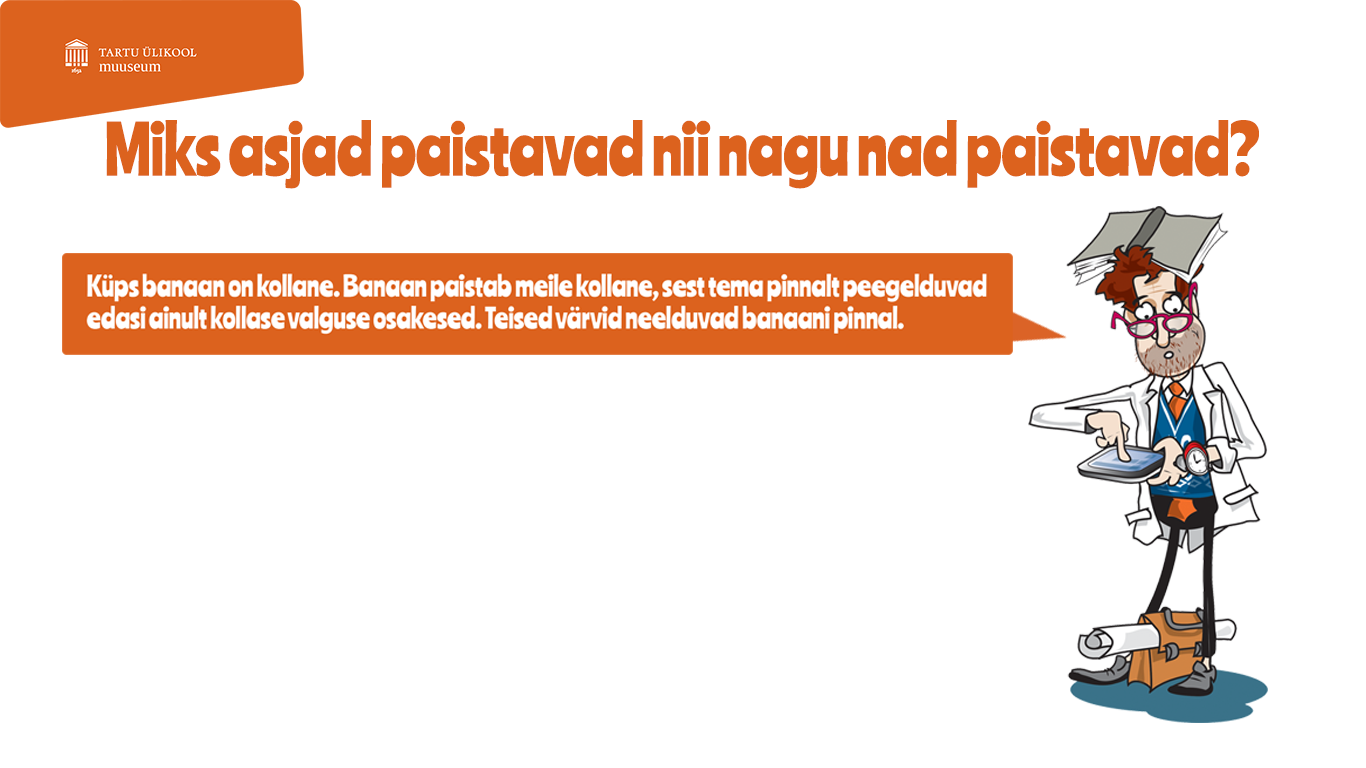 TARTU ÜLIKOOL
muuseum
1632
Miks asjad paistavad nii nagu nad paistavad?
Küps banaan on kollane. Banaan paistab meile kollane, sest tema pinnalt peegelduvad
edasi ainult kollase valguse osakesed. Teised värvid neelduvad banaani pinnal.